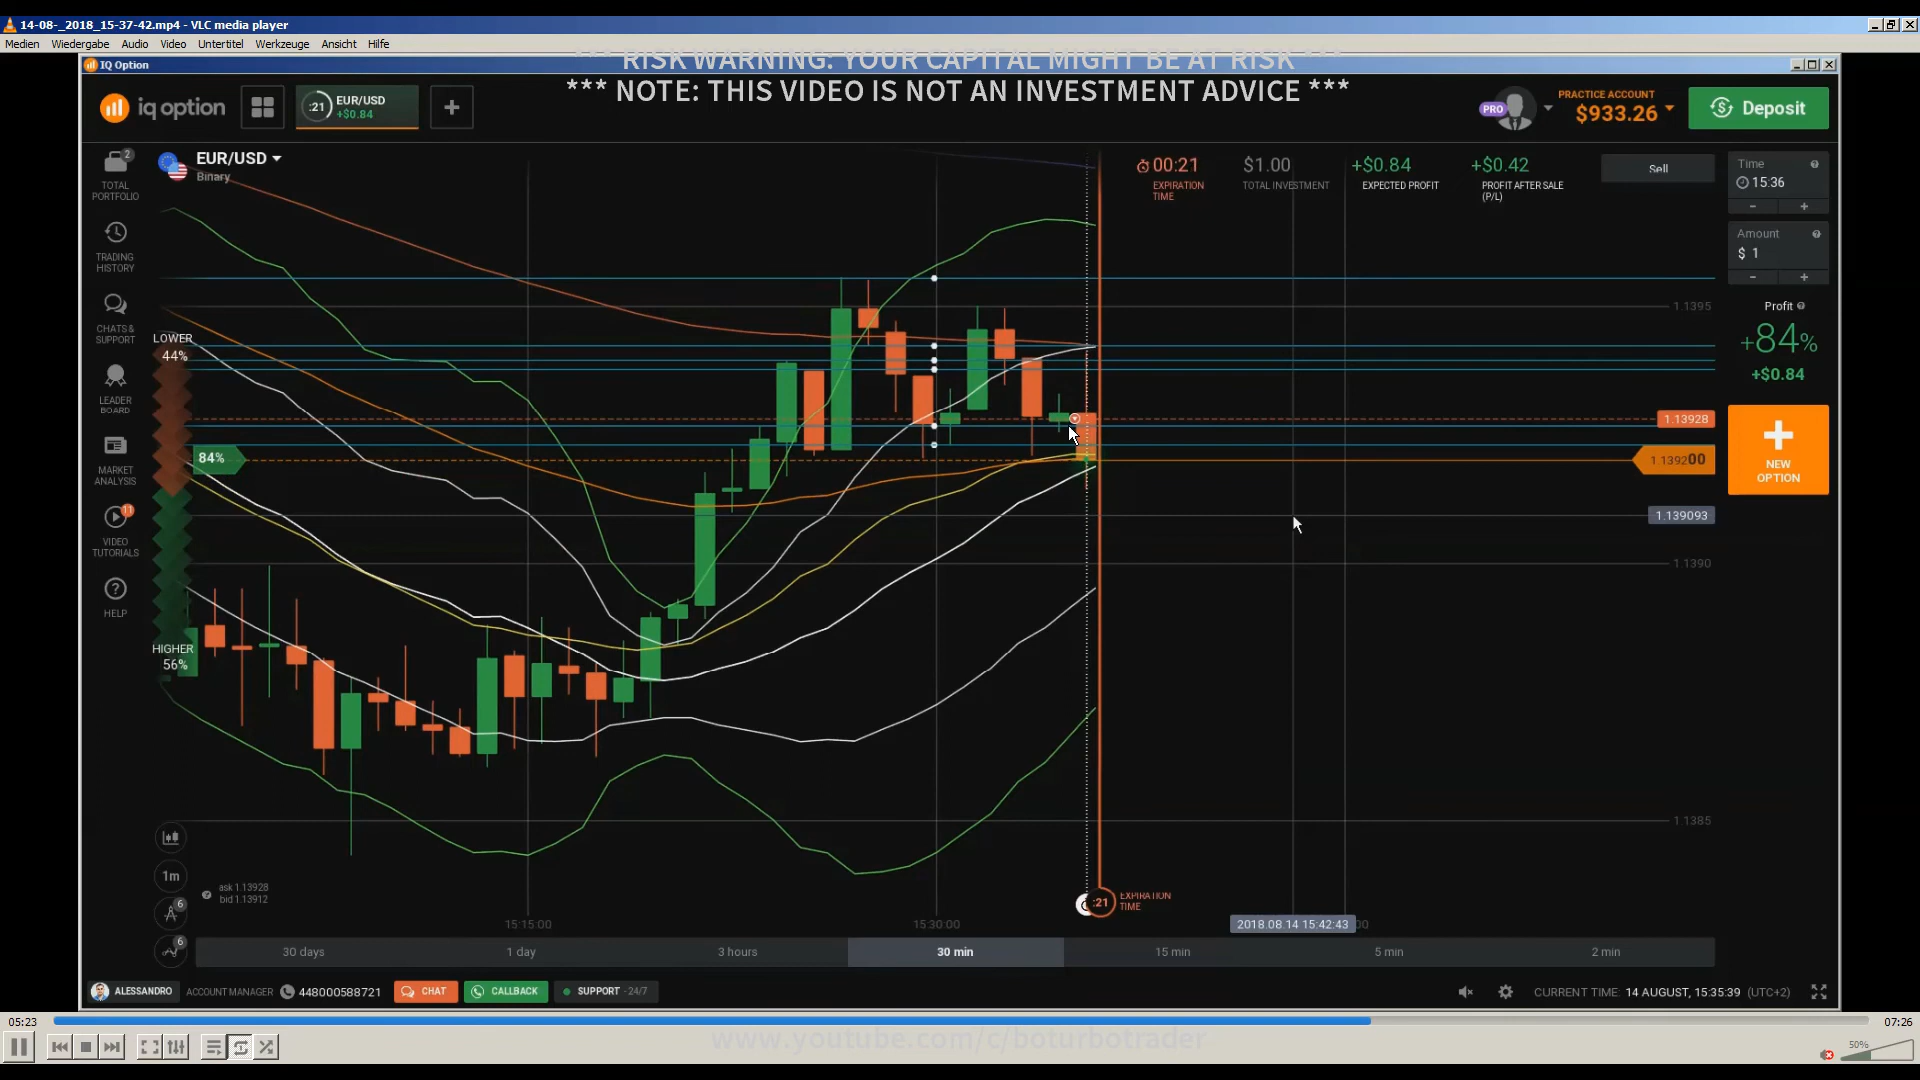 14-08-_2018_15-37-42.mp4 - VLC media player
Medien Wiedergabe Audio Video Untertitel Werkzeuge Ansicht Hilfe
*** RISK WARNING: YOUR CAPITAL MIGHT BE AT RISK ***
IQ Option
*** NOTE: THIS VIDEO IS NOT AN INVESTMENT ADVICE ***
iq option
:21
EUR/USD
+$0.84
+
PRO
PRACTICE ACCOUNT
$933.26
Deposit
2
TOTAL
PORTFOLIO
TRADING
HISTORY
CHATS &
SUPPORT
LEADER
BOARD
MARKET
ANALYSIS
11
VIDEO
TUTORIALS
HELP
EUR/USD
Binary
00:21
EXPIRATION
TIME
$1.00
TOTAL INVESTMENT
+$0.84
EXPECTED PROFIT
+$0.42
PROFIT AFTER SALE
(P/L)
Sell
Time
15:36
- +
Amount
$ 1
- +
Profit
+84%
+$0.84
NEW
OPTION
LOWER
44%
84%
HIGHER
56%
1.1395
1.13928
1.139200
1.139093
1.1390
1.1385
1m
6
6
ask 1.13928
bid 1.13912
:21
EXPIRATION
TIME
15:15:00
15:30:00
2018.08.14 15:42:43
30 days 1 day 3 hours 30 min 15 min 5 min 2 min
ALESSANDRO ACCOUNT MANAGER 448000588721 CHAT CALLBACK SUPPORT - 24/7
CURRENT TIME: 14 AUGUST, 15:35:39 (UTC+2)
05:23
07:26
www.youtube.com/c/boturbotrader
50%